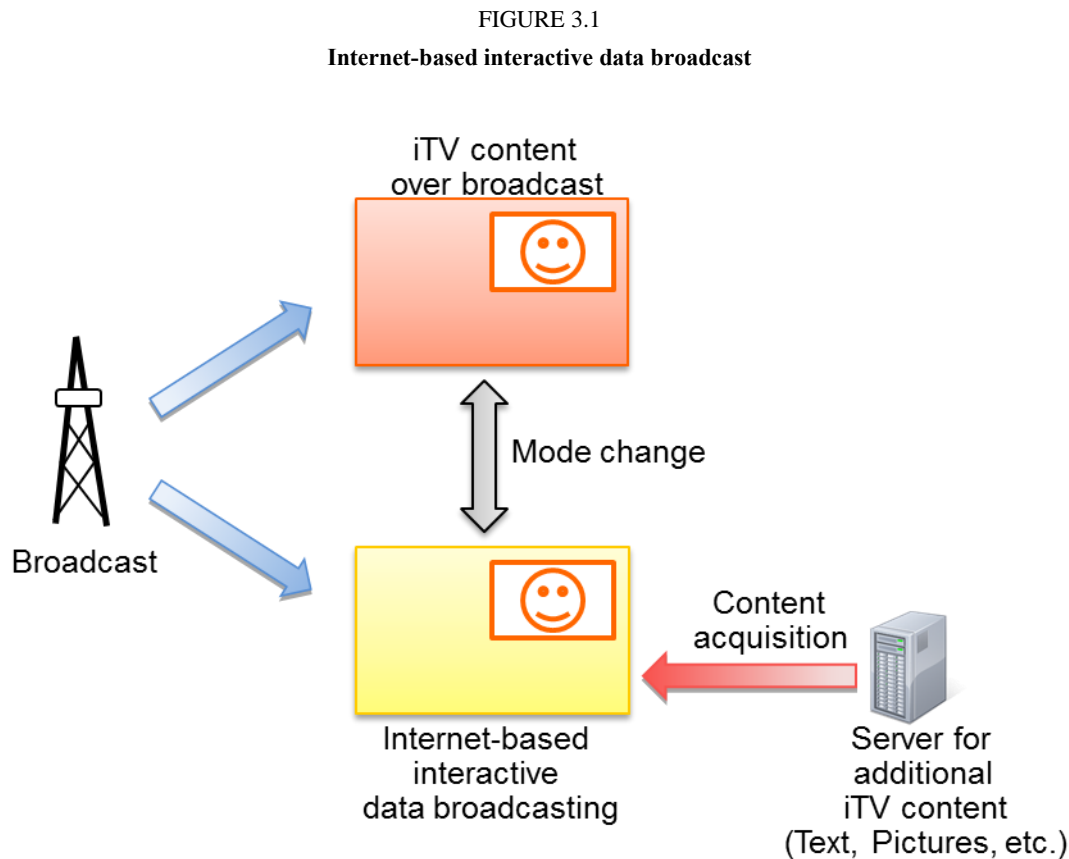 FIGURE 3.1
Internet-based interactive data broadcast
iTV content
over broadcast
Mode change
Broadcast
Content
acquisition
Internet-based
interactive
data broadcasting
Server for
additional
iTV content
(Text, Pictures, etc.)